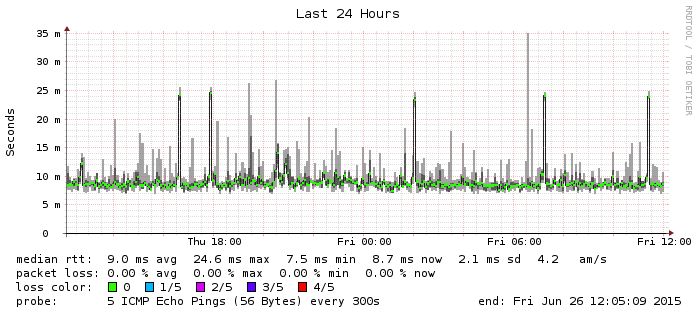 Last 24 Hours
RRDTOOL / TOBI OETIKER
Seconds
35 m
30 m
25 m
20 m
15 m
10 m
5 m
0
Thu 18:00 Fri 00:00 Fri 06:00 Fri 12:00
median rtt: 9.0 ms avg 24.6 ms max 7.5 ms min 8.7 ms now 2.1 ms sd 4.2 am/s
packet loss: 0.00 % avg 0.00 % max 0.00 % min 0.00 % now
loss color: 0 1/5 2/5 3/5 4/5
probe: 5 ICMP Echo Pings (56 Bytes) every 300s end: Fri Jun 26 12:05:09 2015